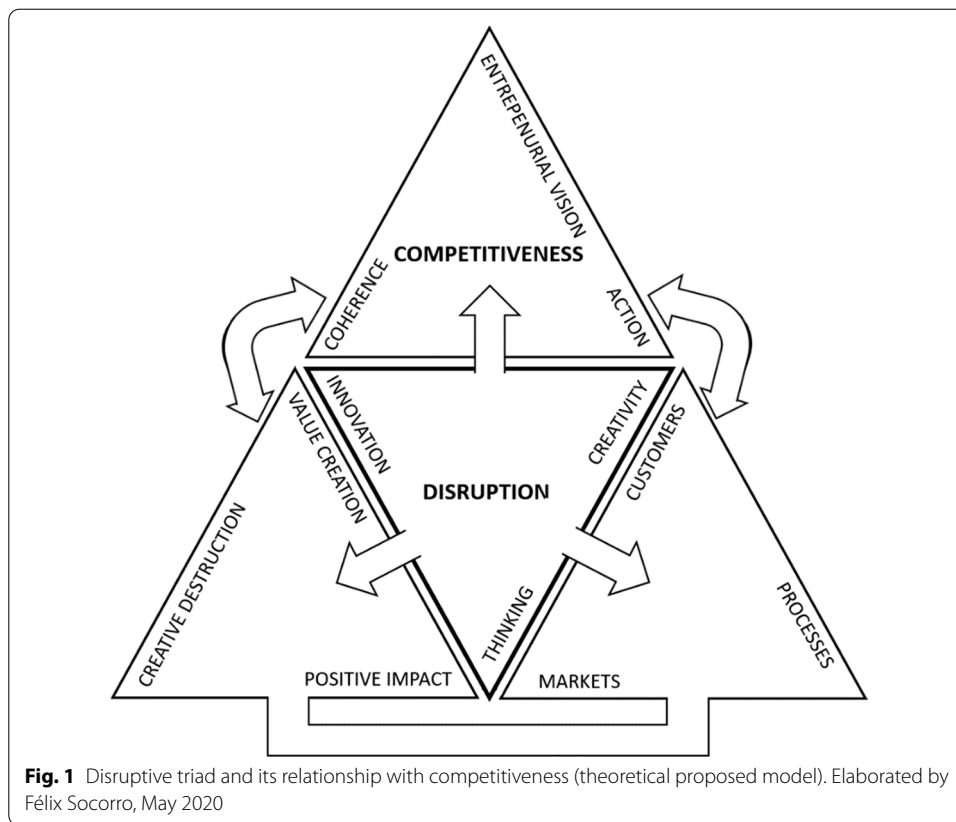 ENTREPENURIAL VISION
COMPETITIVENESS
COHERENCE
ACTION
INNOVATION
CREATIVITY
VALUE CREATION
CUSTOMERS
DISRUPTION
CREATIVE DESTRUCTION
THINKING
PROCESSES
POSITIVE IMPACT
MARKETS
Fig. 1 Disruptive triad and its relationship with competitiveness (theoretical proposed model). Elaborated by
Félix Socorro, May 2020